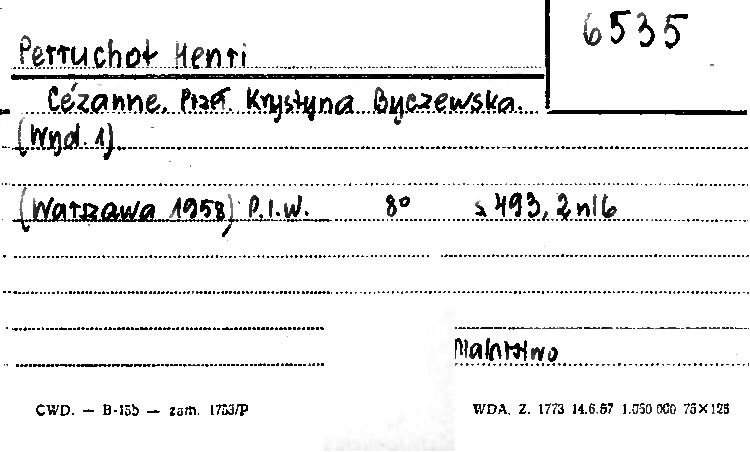 6535
Perruchot Henri
Cézanne. Przeł. Krystyna Byczewska.
(Wyd. 1)
(Warszawa 1958) P.I.W. 8° s. 493, 2 nlb
Malarstwo
CWD. — B-15b — zam. 1753/P WDA. Z. 1773 14.6.57 1.050 000 75×125